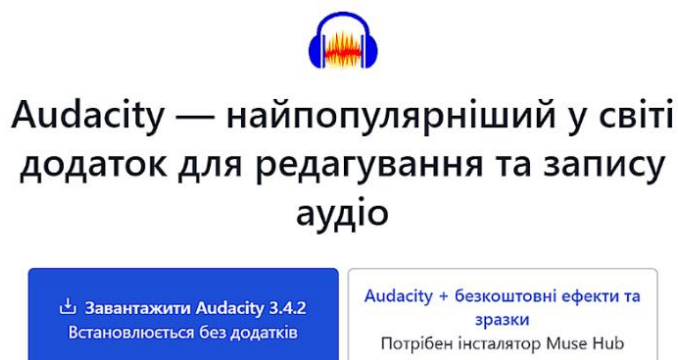 Audacity — найпопулярніший у світі
додаток для редагування та запису
аудіо
Завантажити Audacity 3.4.2
Встановлюється без додатків
Audacity + безкоштовні ефекти та
зразки
Потрібен інсталятор Muse Hub